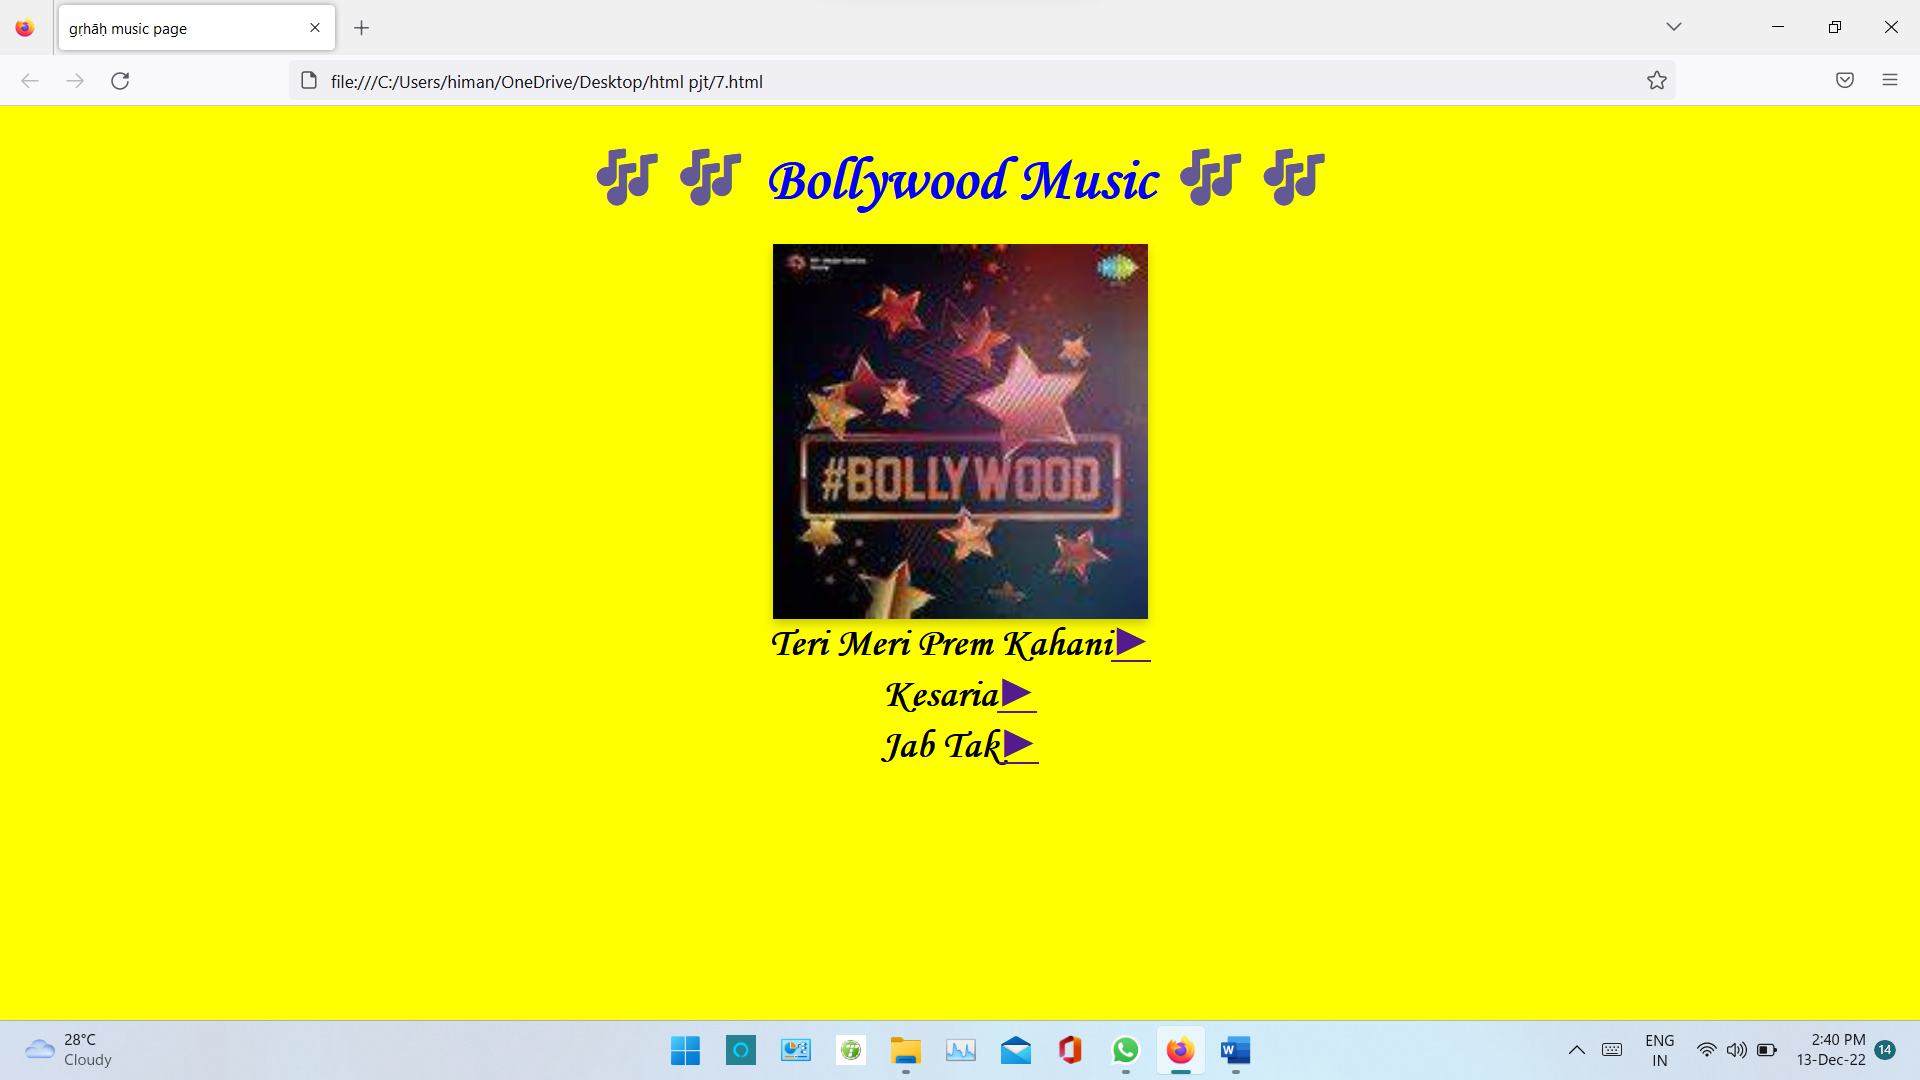 gṛhāḥ music page
file:///C:/Users/himan/OneDrive/Desktop/html pjt/7.html
🎶 🎶 Bollywood Music 🎶 🎶
#BOLLYWOOD
Teri Meri Prem Kahani▶
Kesaria▶
Jab Tak▶
28°C
Cloudy
ENG
IN
2:40 PM
13-Dec-22
14